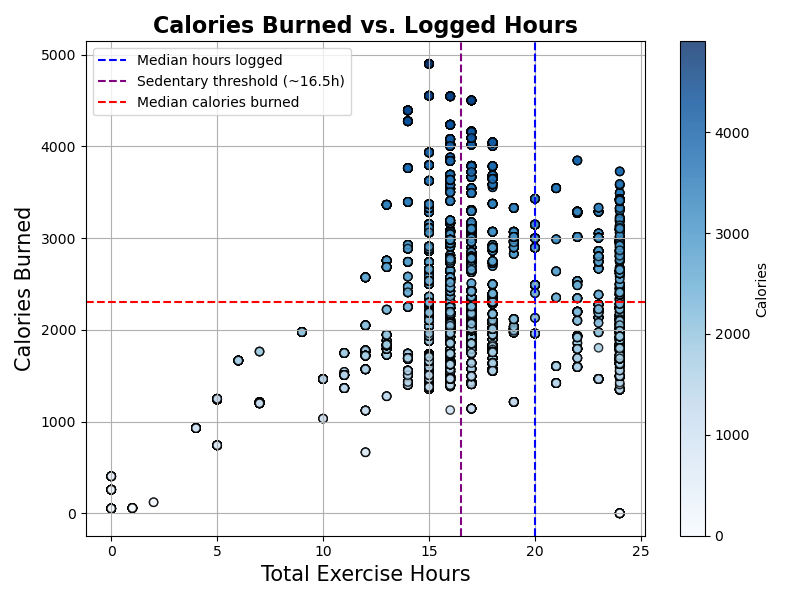 Calories Burned vs. Logged Hours
Median hours logged
Sedentary threshold (~16.5h)
Median calories burned
Calories Burned
5000
4000
3000
2000
1000
0
0
5
10
15
20
25
Total Exercise Hours
4000
3000
2000
1000
0
Calories